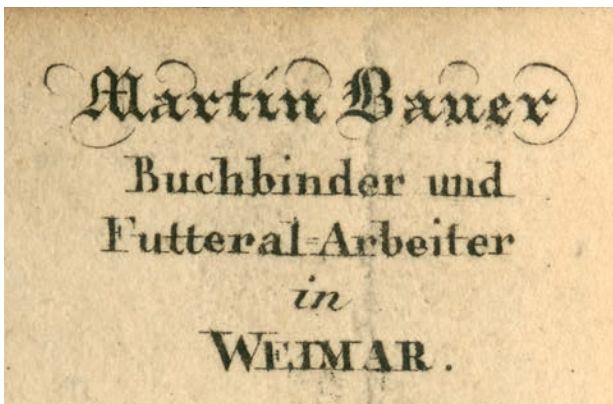 Martin Bauer
Buchbinder und
Futteral=Arbeiter
in
WEIMAR.